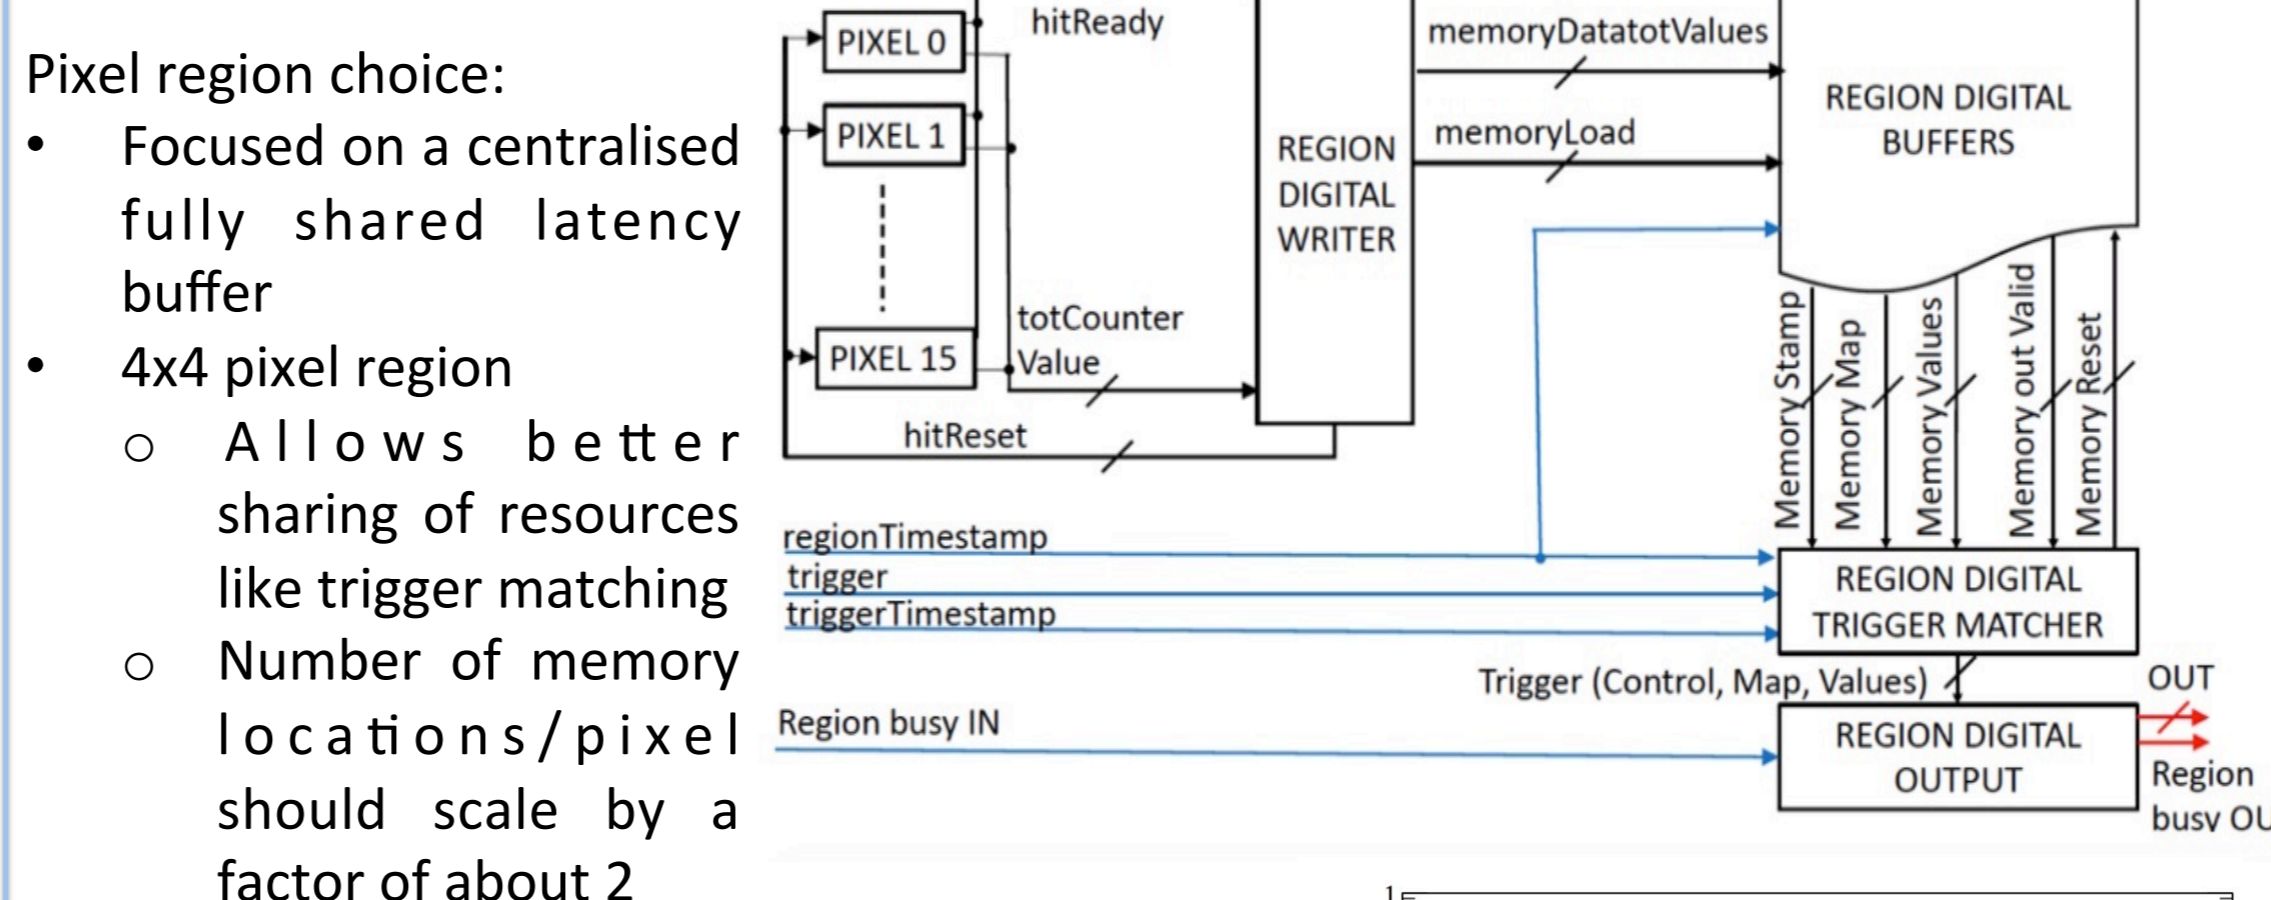 Pixel region choice:
• Focused on a centralised
fully shared latency
buffer
• 4x4 pixel region
o Allows better
sharing of resources
like trigger matching
o Number of memory
locations/pixel
should scale by a
factor of about 2
PIXEL 0
PIXEL 1
PIXEL 15
hitReady
totCounter
Value
hitReset
REGION
DIGITAL
WRITER
memoryDatatotValues
memoryLoad
REGION DIGITAL
BUFFERS
Memory Stamp
Memory Map
Memory Values
Memory out Valid
Memory Reset
regionTimestamp
trigger
triggerTimestamp
REGION DIGITAL
TRIGGER MATCHER
Trigger (Control, Map, Values)
Region busy IN
REGION DIGITAL
OUTPUT
OUT
Region
busy OU
1